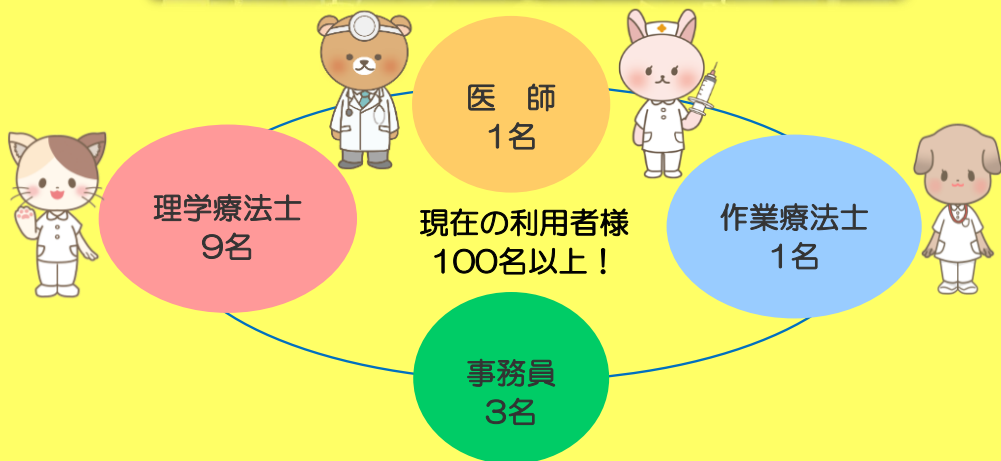 医　師
1名
理学療法士
9名
現在の利用者様
100名以上！
作業療法士
1名
事務員
3名